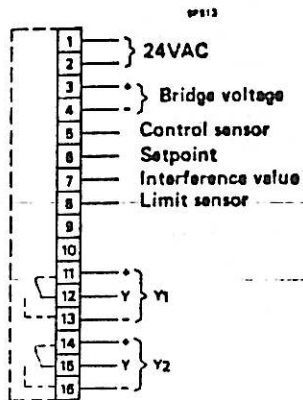 SPS12
1
2
} 24VAC
3 +
4 -
} Bridge voltage
5 Control sensor
6 Setpoint
7 Interference value
8 Limit sensor
9
10
11 +
12 Y } Y1
13 -
14 +
15 Y } Y2
16 -